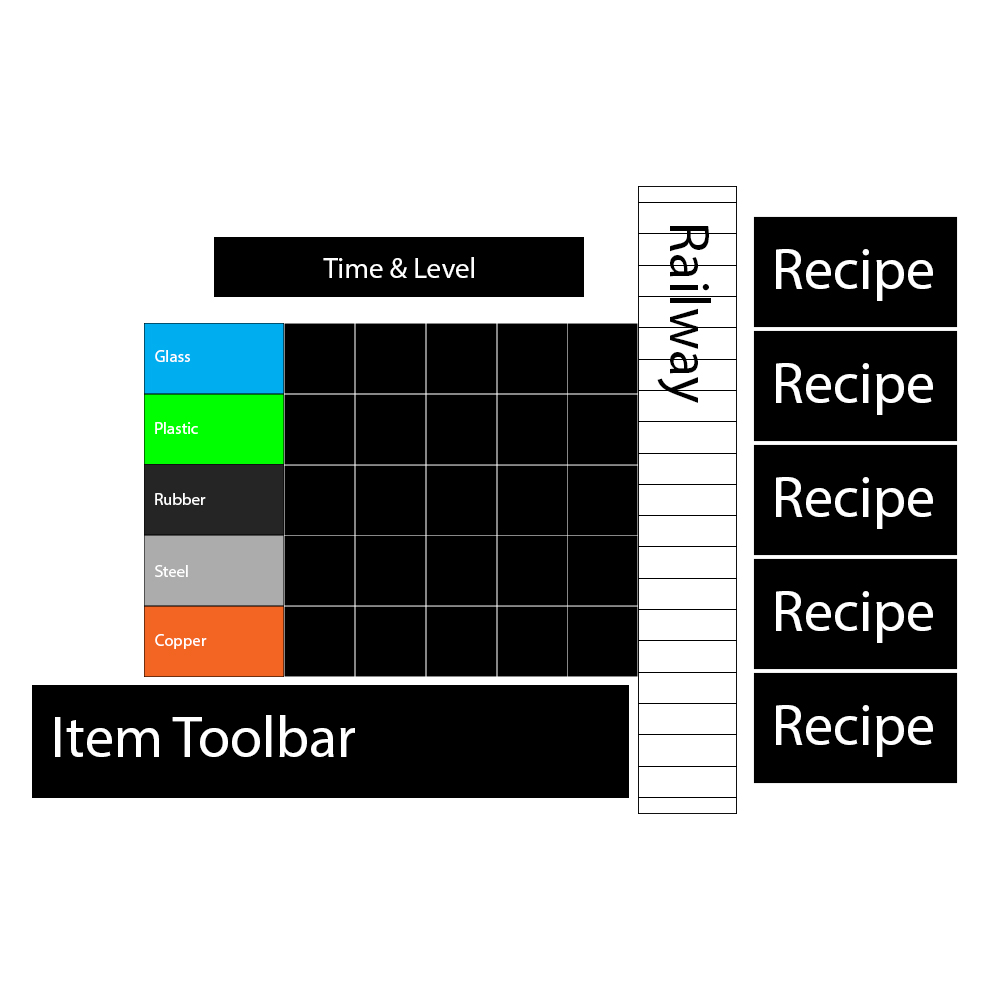 Time & Level
Glass
Plastic
Rubber
Steel
Copper
Item Toolbar
Railway
Recipe
Recipe
Recipe
Recipe
Recipe